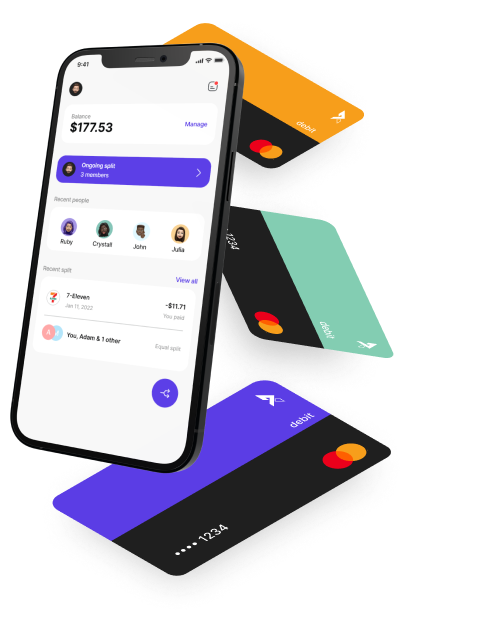 9:41
Balance
$177.53
Manage
Ongoing split
3 members
Recent people
Ruby
Crystall
John
Julia
Recent split
View all
7-Eleven
-$11.71
Jan 11, 2022
You paid
You, Adam & 1 other
Equal split
debit
1234
debit
debit
•••• 1234